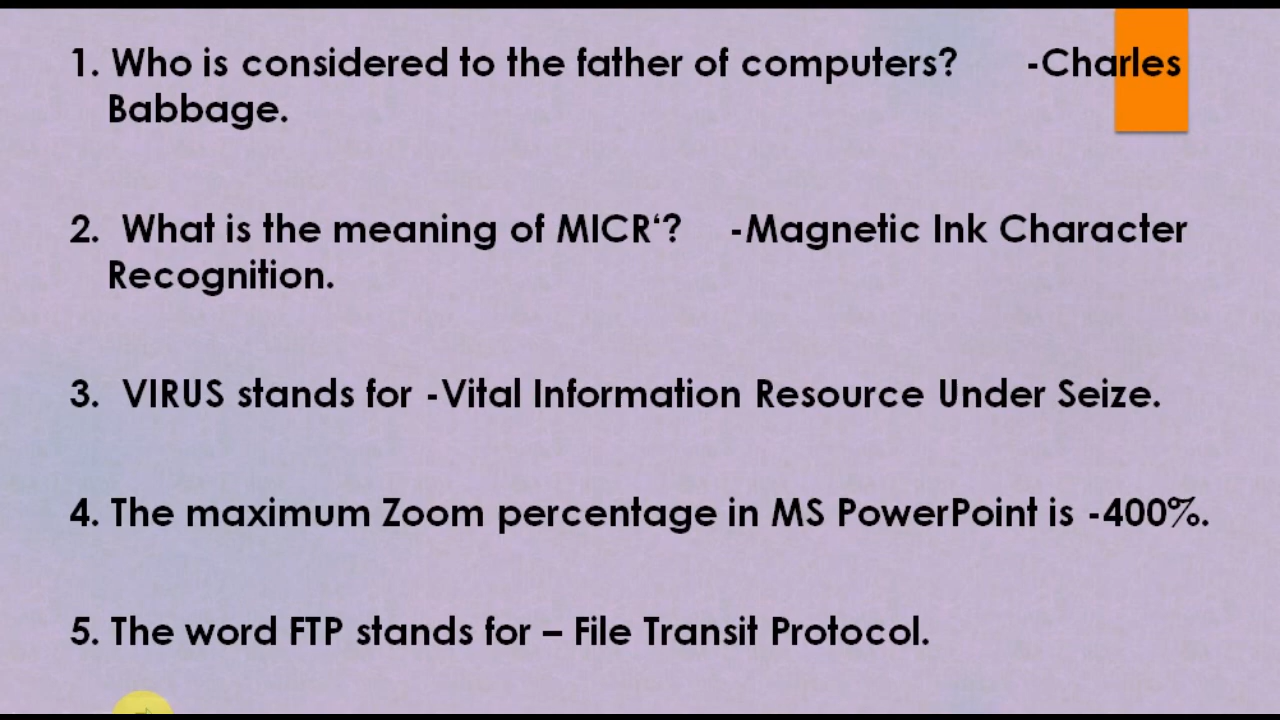 1. Who is considered to the father of computers? -Charles
Babbage.
2. What is the meaning of MICR‘? -Magnetic Ink Character
Recognition.
3. VIRUS stands for -Vital Information Resource Under Seize.
4. The maximum Zoom percentage in MS PowerPoint is -400%.
5. The word FTP stands for – File Transit Protocol.